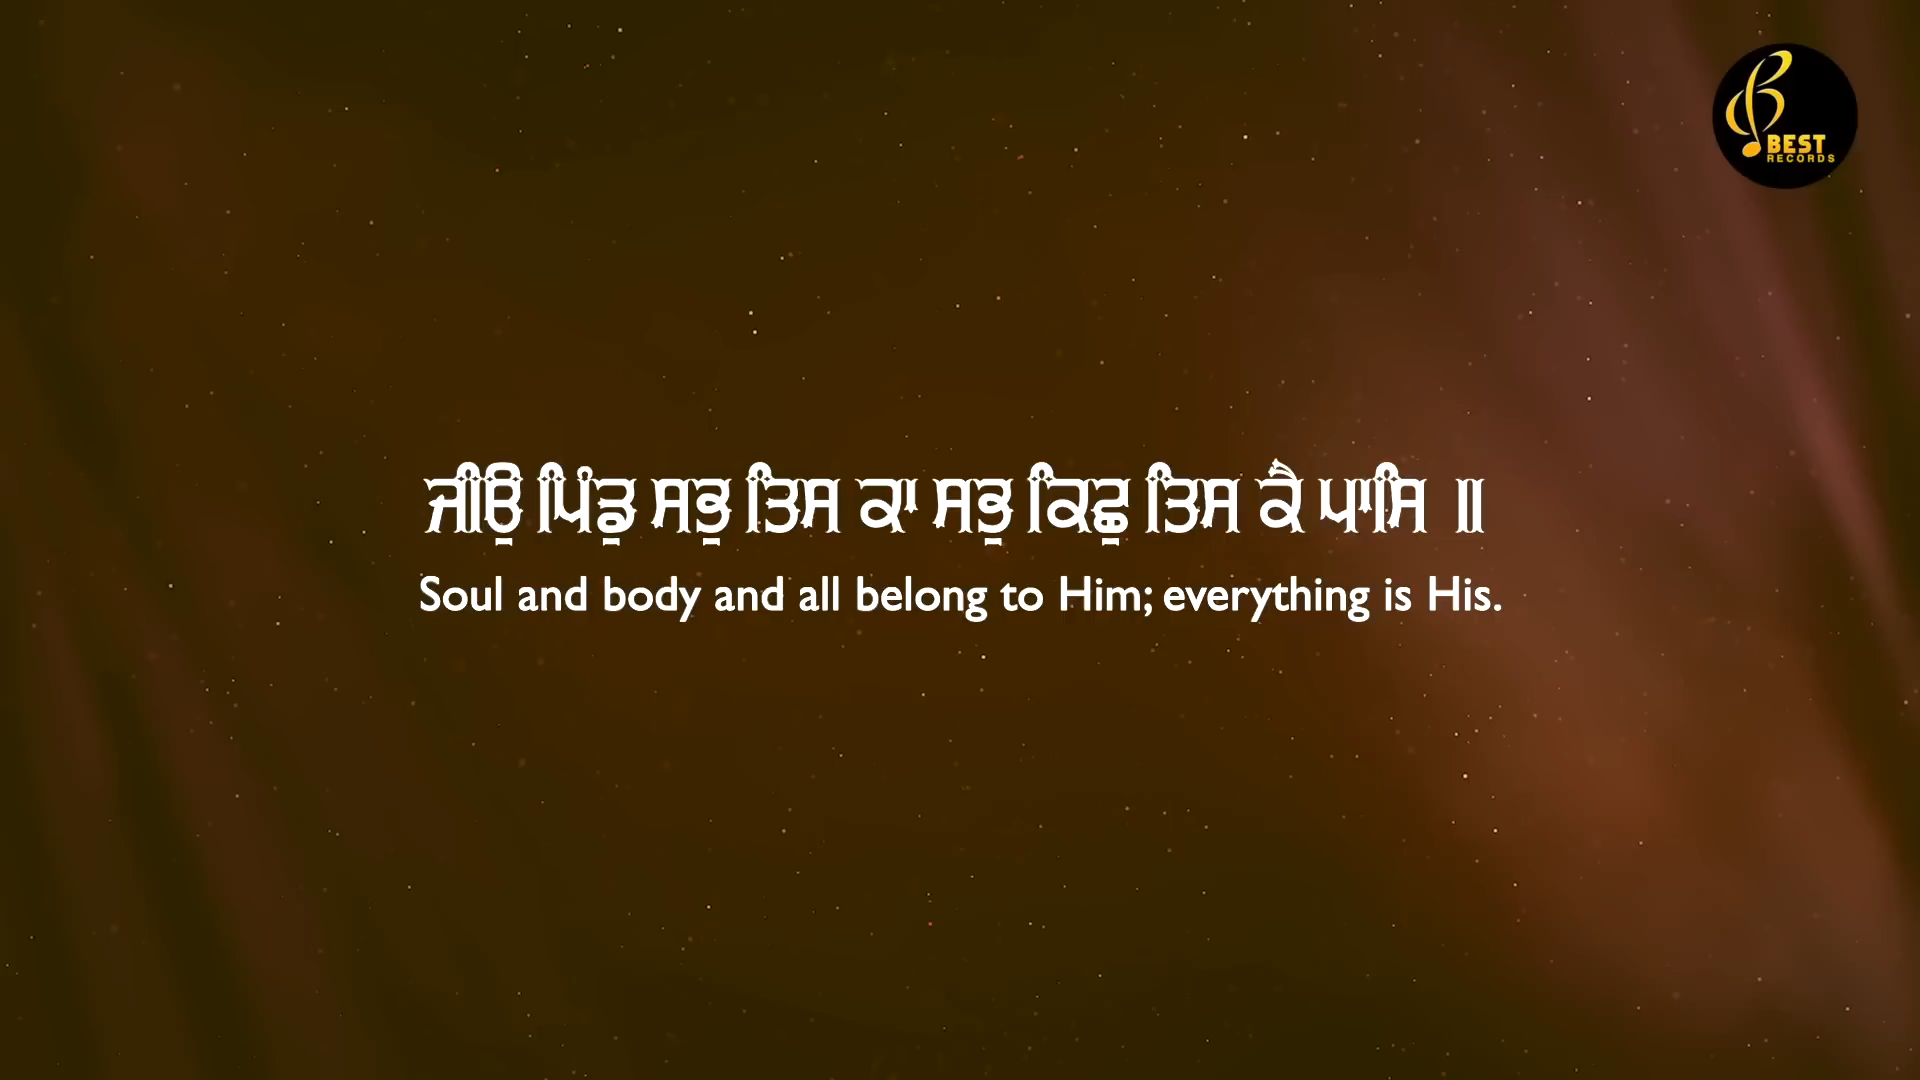 BEST
RECORDS
ਜੀਉ ਪਿੰਡੁ ਸਭੁ ਤਿਸ ਕਾ ਸਭੁ ਕਿਛੁ ਤਿਸ ਕੈ ਪਾਸਿ ॥
Soul and body and all belong to Him; everything is His.